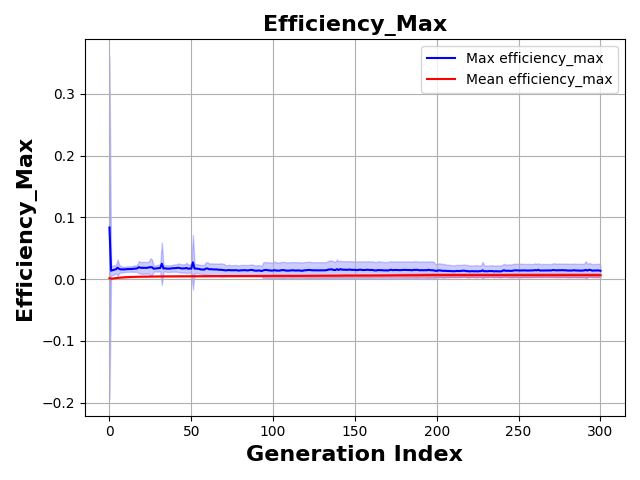 Efficiency_Max
Max efficiency_max
Mean efficiency_max
Efficiency_Max
0.3
0.2
0.1
0.0
−0.1
−0.2
0 50 100 150 200 250 300
Generation Index